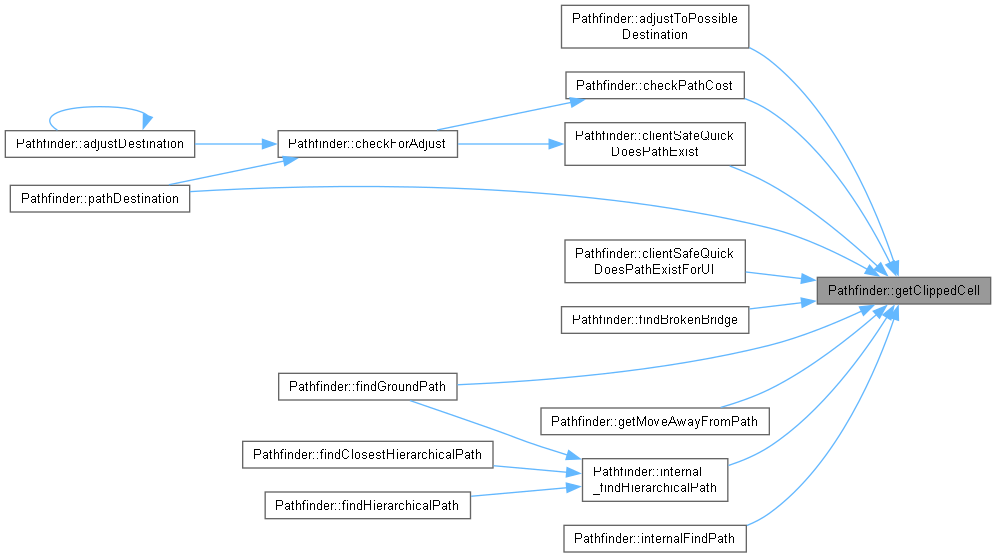 Pathfinder::adjustToPossible
Destination
Pathfinder::checkPathCost
Pathfinder::clientSafeQuick
DoesPathExist
Pathfinder::adjustDestination
Pathfinder::checkForAdjust
Pathfinder::pathDestination
Pathfinder::clientSafeQuick
DoesPathExistForUI
Pathfinder::getClippedCell
Pathfinder::findBrokenBridge
Pathfinder::findGroundPath
Pathfinder::getMoveAwayFromPath
Pathfinder::findClosestHierarchicalPath
Pathfinder::internal
_findHierarchicalPath
Pathfinder::findHierarchicalPath
Pathfinder::internalFindPath